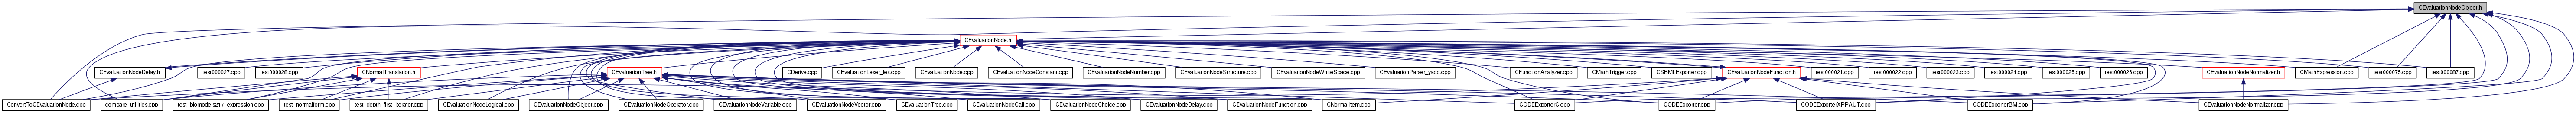 CEvaluationNodeObject.h
CEvaluationNode.h
CEvaluationNodeDelay.h
test000027.cpp
test000028.cpp
CNormalTranslation.h
CEvaluationTree.h
CDerive.cpp
CEvaluationLexer_lex.cpp
CEvaluationNode.cpp
CEvaluationNodeConstant.cpp
CEvaluationNodeNumber.cpp
CEvaluationNodeStructure.cpp
CEvaluationNodeWhiteSpace.cpp
CEvaluationParser_yacc.cpp
CFunctionAnalyzer.cpp
CMathTrigger.cpp
CSBMLExporter.cpp
CEvaluationNodeFunction.h
test000021.cpp
test000022.cpp
test000023.cpp
test000024.cpp
test000025.cpp
test000026.cpp
CEvaluationNodeNormalizer.h
CMathExpression.cpp
test000075.cpp
test000087.cpp
ConvertToCEvaluationNode.cpp
compare_utilities.cpp
test_biomodels217_expression.cpp
test_normalform.cpp
test_depth_first_iterator.cpp
CEvaluationNodeLogical.cpp
CEvaluationNodeObject.cpp
CEvaluationNodeOperator.cpp
CEvaluationNodeVariable.cpp
CEvaluationNodeVector.cpp
CEvaluationTree.cpp
CEvaluationNodeCall.cpp
CEvaluationNodeChoice.cpp
CEvaluationNodeDelay.cpp
CEvaluationNodeFunction.cpp
CNormalItem.cpp
CODEExporterC.cpp
CODEExporter.cpp
CODEExporterXPPAUT.cpp
CODEExporterBM.cpp
CEvaluationNodeNormalizer.cpp